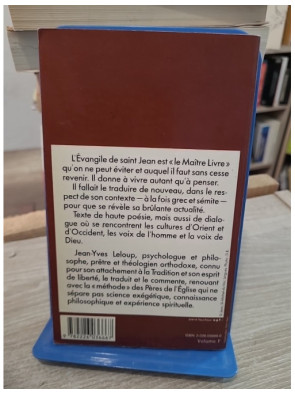 L'Évangile de saint Jean est « le Maître Livre »
qu'on ne peut éviter et auquel il faut sans cesse
revenir. Il donne à vivre autant qu'à penser.
Il fallait le traduire de nouveau, dans le res-
pect de son contexte — à la fois grec et sémite —
pour que se révèle sa brûlante actualité.
Texte de haute poésie, mais aussi de dialo-
gue où se rencontrent les cultures d'Orient et
d'Occident, les voix de l'homme et la voix de
Dieu.
Jean-Yves Leloup, psychologue et philo-
sophe, prêtre et théologien orthodoxe, connu
pour son attachement à la Tradition et son esprit
de liberté, le traduit et le commente, renouant
avec la « méthode » des Pères de l'Église qui ne
sépare pas science exégétique, connaissance
philosophique et expérience spirituelle.